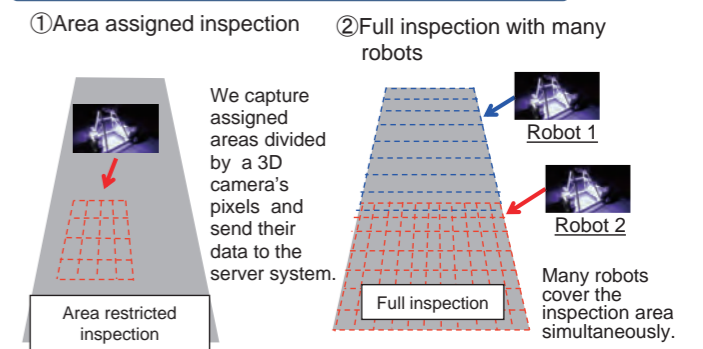 ①Area assigned inspection
②Full inspection with many
robots
We capture
assigned
areas divided
by a 3D
camera's
pixels and
send their
data to the
server system.
Area restricted
inspection
Robot 1
Robot 2
Full inspection
Many robots
cover the
inspection area
simultaneously.